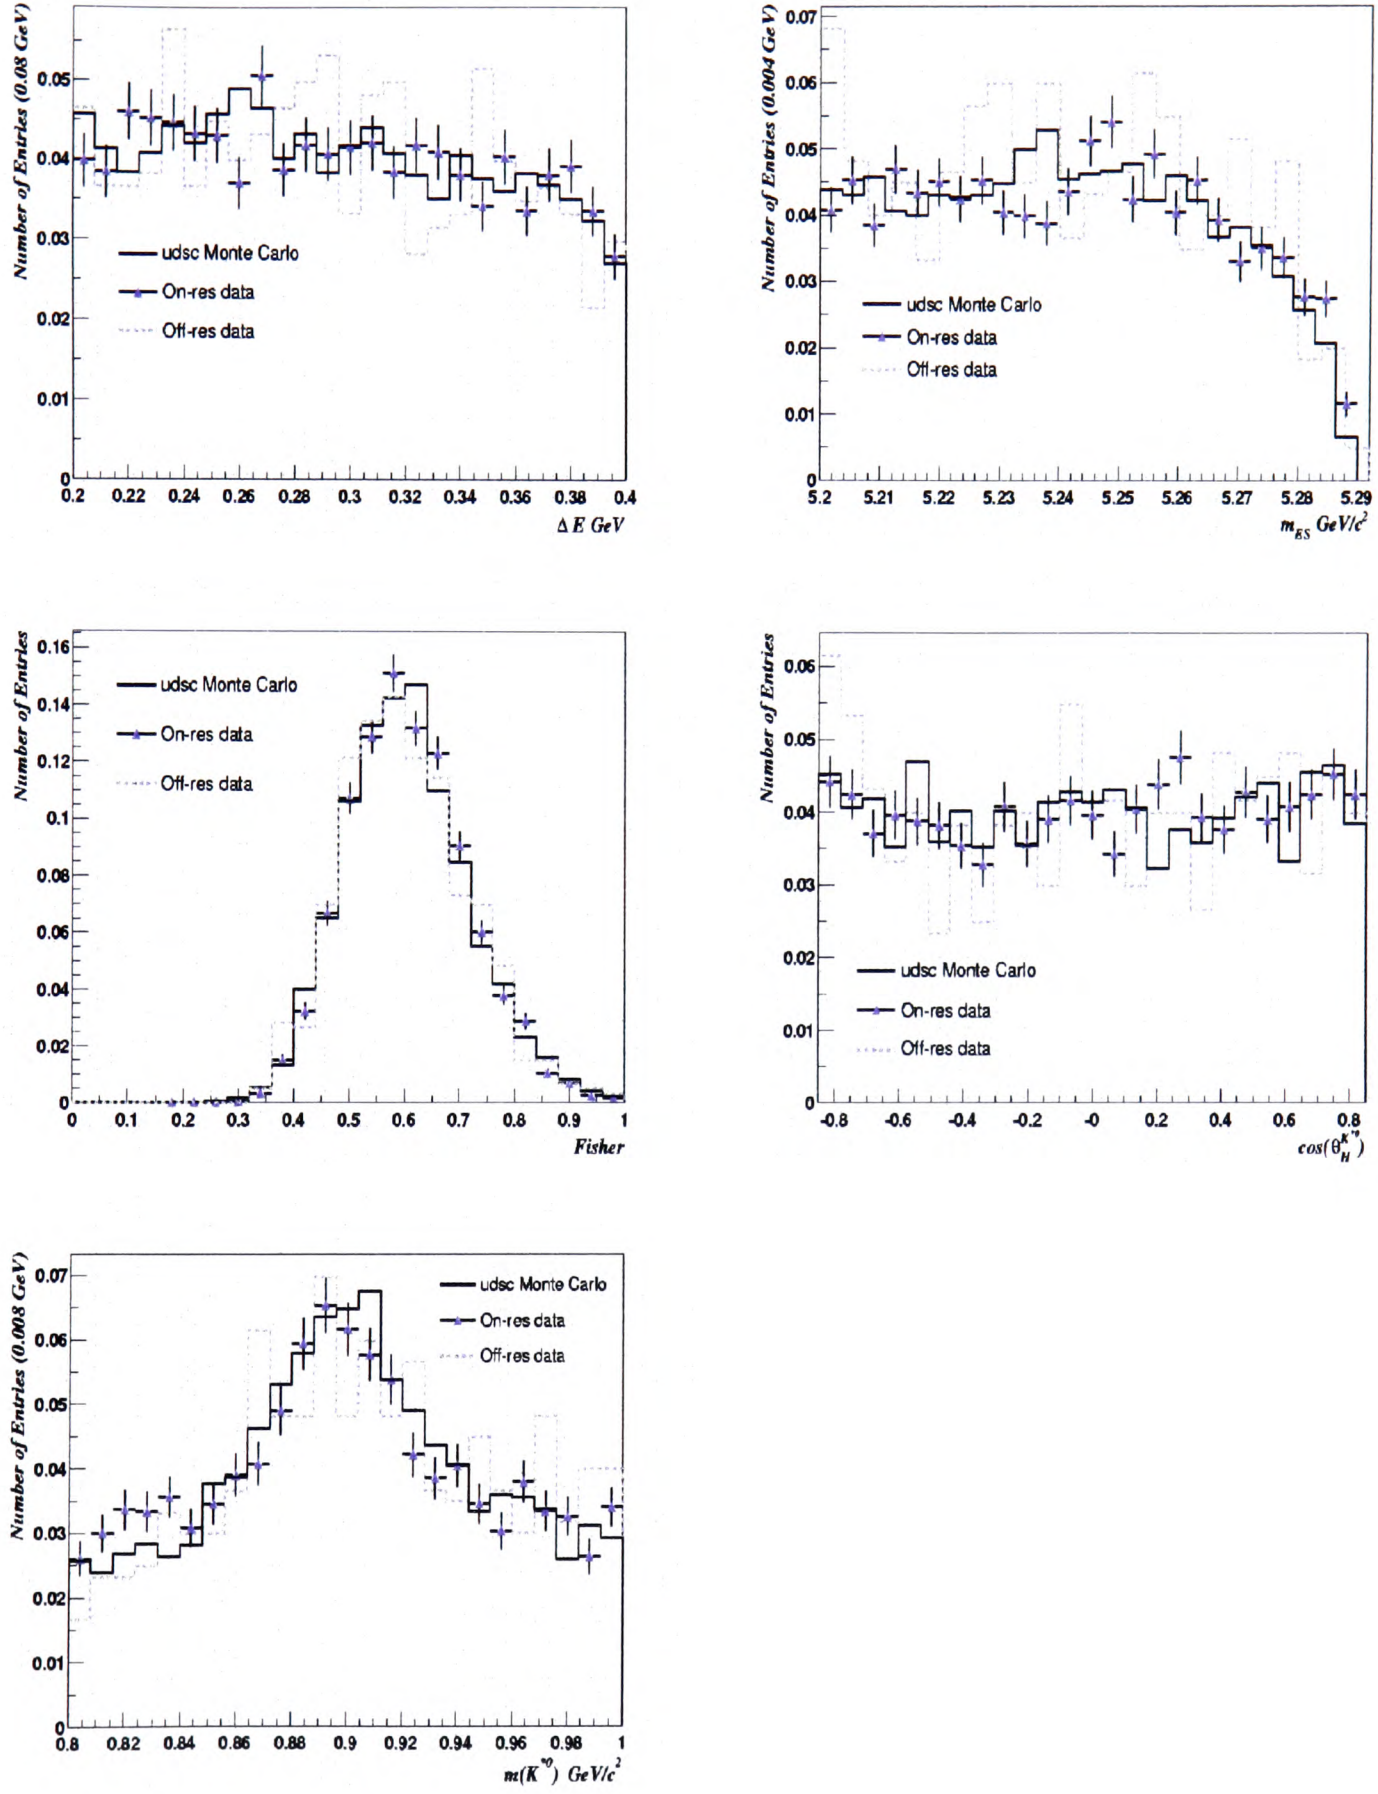 Number of Entries (0.08 GeV)
0.05
0.04
0.03
0.02
0.01
0
udsc Monte Carlo
On-res data
Off-res data
0.2 0.22 0.24 0.26 0.28 0.3 0.32 0.34 0.36 0.38 0.4
Δ E GeV
Number of Entries (0.004 GeV)
0.07
0.06
0.05
0.04
0.03
0.02
0.01
0
udsc Monte Carlo
On-res data
Off-res data
5.2 5.21 5.22 5.23 5.24 5.25 5.26 5.27 5.28 5.29
m_ES GeV/c²
Number of Entries
0.16
0.14
0.12
0.1
0.08
0.06
0.04
0.02
0
udsc Monte Carlo
On-res data
Off-res data
0 0.1 0.2 0.3 0.4 0.5 0.6 0.7 0.8 0.9 1
Fisher
Number of Entries
0.06
0.05
0.04
0.03
0.02
0.01
0
udsc Monte Carlo
On-res data
Off-res data
-0.8 -0.6 -0.4 -0.2 -0 0.2 0.4 0.6 0.8
cos(θ_H^K*0)
Number of Entries (0.008 GeV)
0.07
0.06
0.05
0.04
0.03
0.02
0.01
0
udsc Monte Carlo
On-res data
Off-res data
0.8 0.82 0.84 0.86 0.88 0.9 0.92 0.94 0.96 0.98 1
m(K*0) GeV/c²